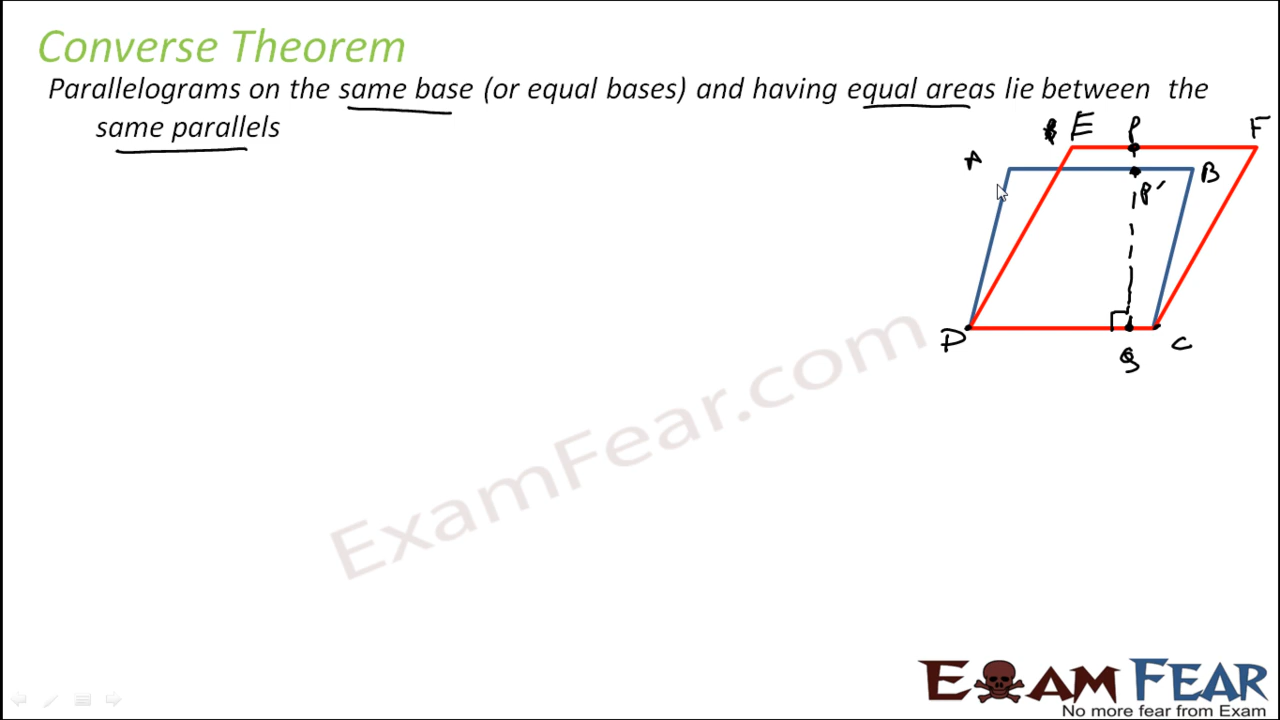 Converse Theorem
Parallelograms on the same base (or equal bases) and having equal areas lie between the
same parallels
E P F
A B
P'
D C
Q
ExamFear.com
EXAM FEAR
No more fear from Exam